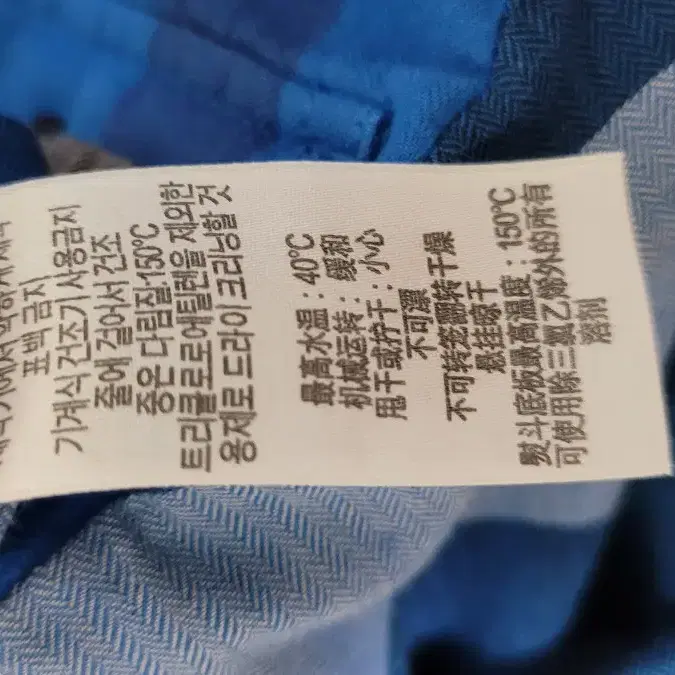 표백 금지
기계식 건조기 사용금지
줄에 걸어서 건조
중온 다림질·150℃
트리클로로에틸렌을 제외한
용제로 드라이 크리닝할 것
最高水温：40℃
机械运转：缓和
甩干或拧干：小心
不可漂
不可转笼翻转干燥
悬挂晾干
熨斗底板最高温度：150℃
可使用除三氯乙烯外的所有
溶剂